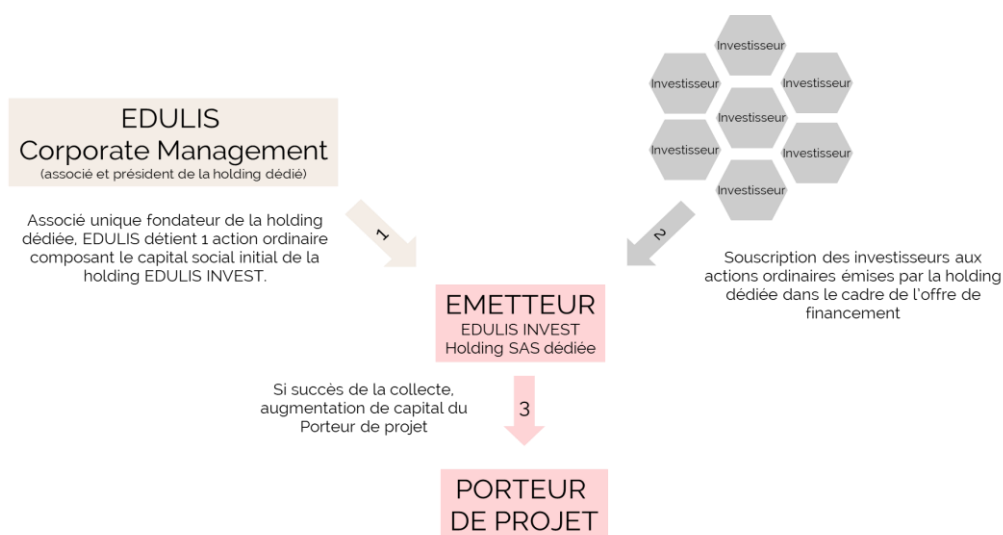 EDULIS
Corporate Management
(associé et président de la holding dédié)
Associé unique fondateur de la holding
dédiée, EDULIS détient 1 action ordinaire
composant le capital social initial de la
holding EDULIS INVEST.
1
Investisseur
Investisseur
Investisseur
Investisseur
Investisseur
Investisseur
Investisseur
2
Souscription des investisseurs aux
actions ordinaires émises par la holding
dédiée dans le cadre de l'offre de
financement
EMETTEUR
EDULIS INVEST
Holding SAS dédiée
Si succès de la collecte,
augmentation de capital du
Porteur de projet
3
PORTEUR
DE PROJET